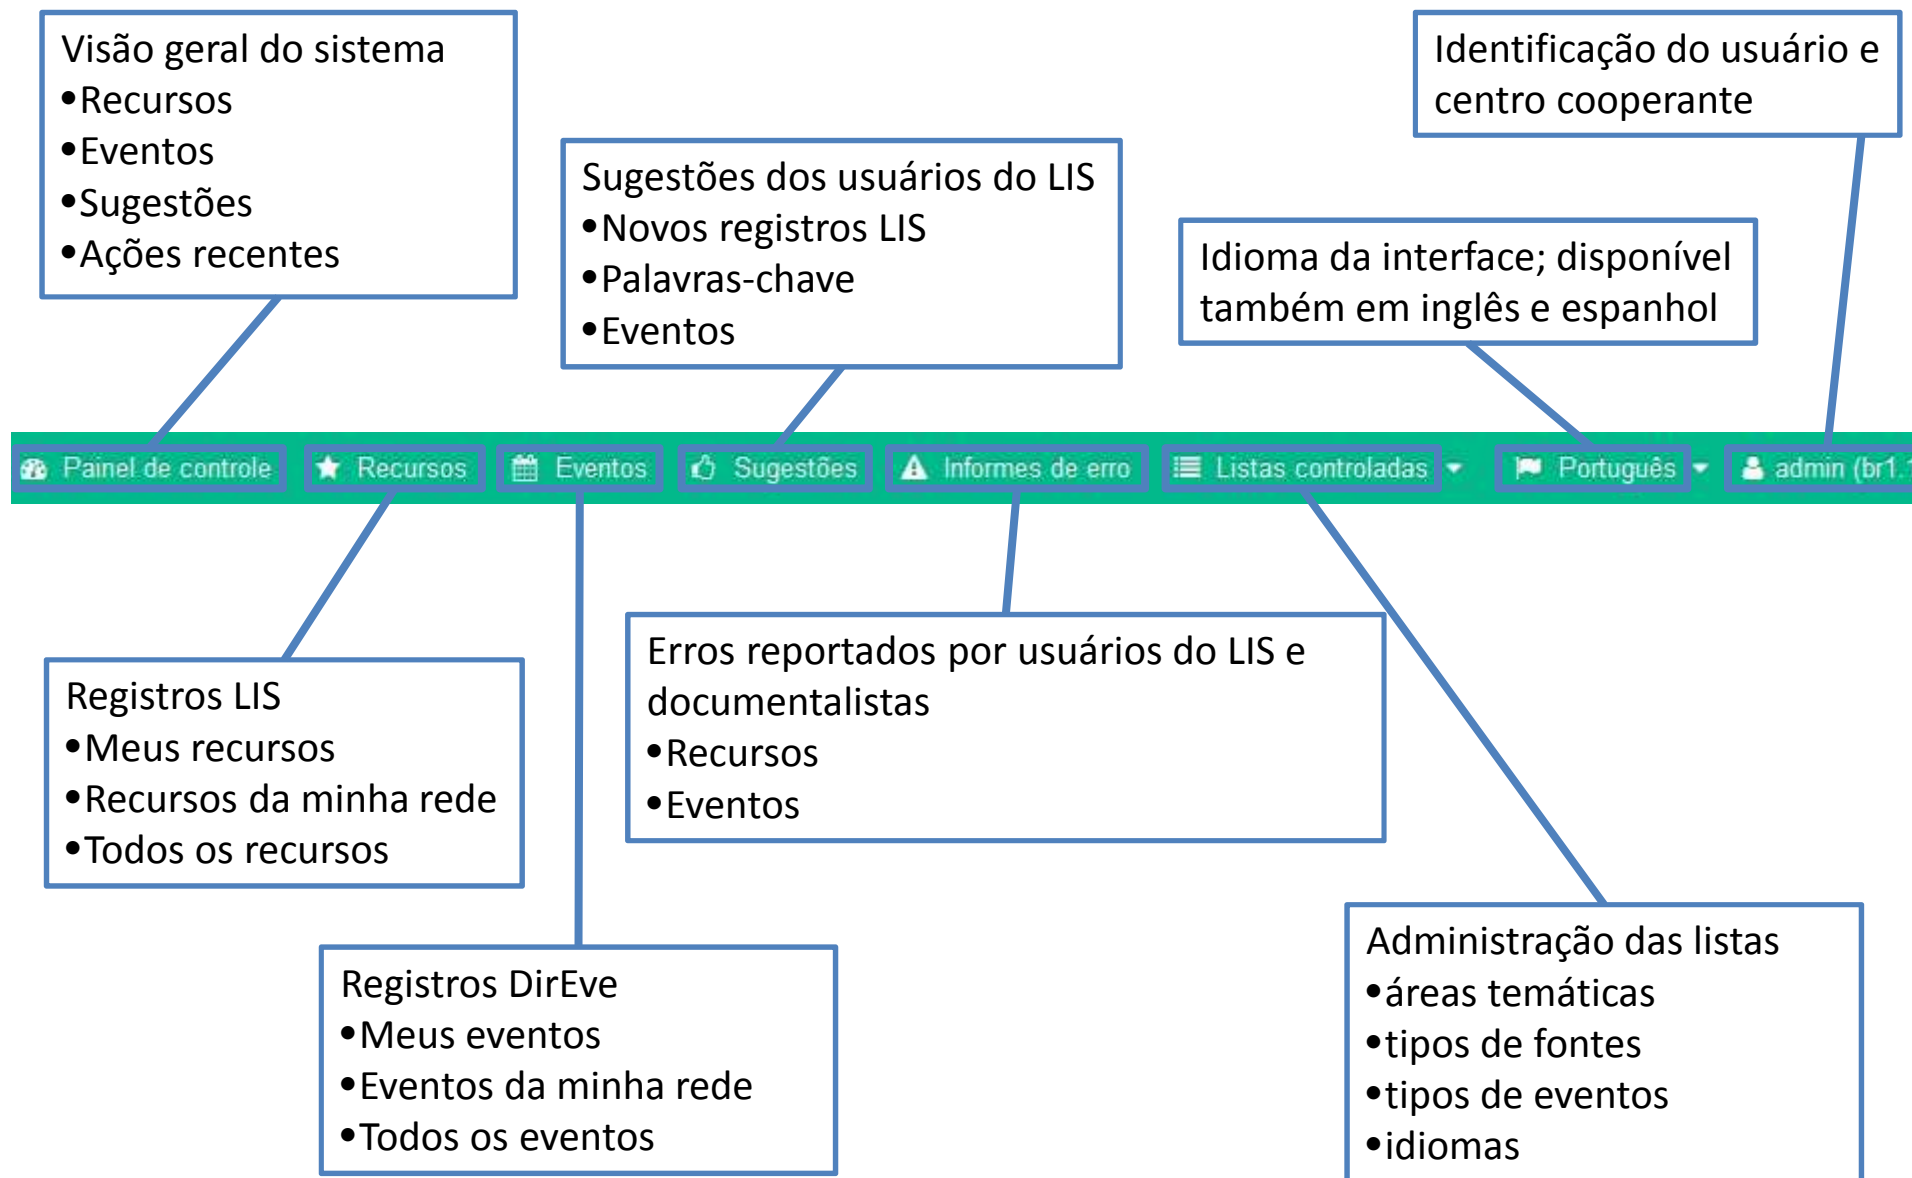 Visão geral do sistema
•Recursos
•Eventos
•Sugestões
•Ações recentes
Identificação do usuário e
centro cooperante
Sugestões dos usuários do LIS
•Novos registros LIS
•Palavras-chave
•Eventos
Idioma da interface; disponível
também em inglês e espanhol
Painel de controle
Recursos
Eventos
Sugestões
Informes de erro
Listas controladas
Português
admin (br1.1
Registros LIS
•Meus recursos
•Recursos da minha rede
•Todos os recursos
Erros reportados por usuários do LIS e
documentalistas
•Recursos
•Eventos
Registros DirEve
•Meus eventos
•Eventos da minha rede
•Todos os eventos
Administração das listas
•áreas temáticas
•tipos de fontes
•tipos de eventos
•idiomas